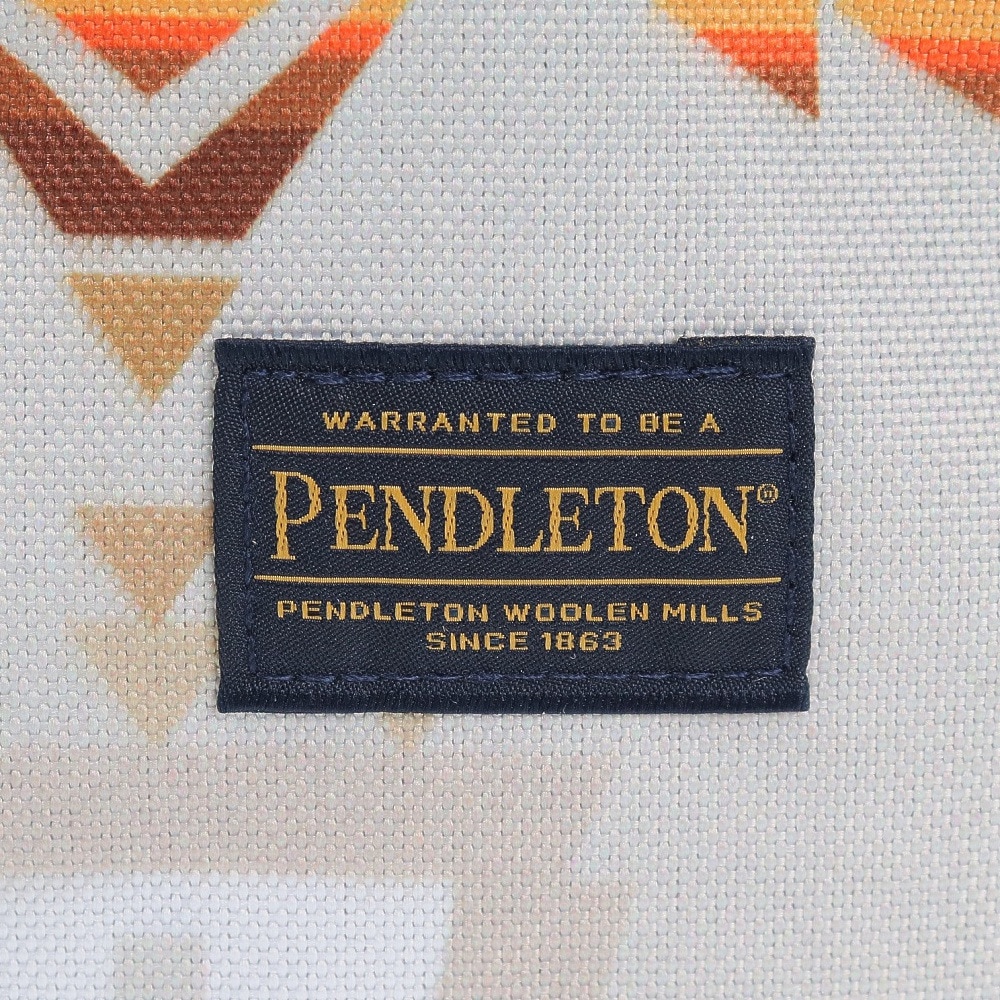 WARRANTED TO BE A
PENDLETON®
PENDLETON WOOLEN MILLS
SINCE 1863